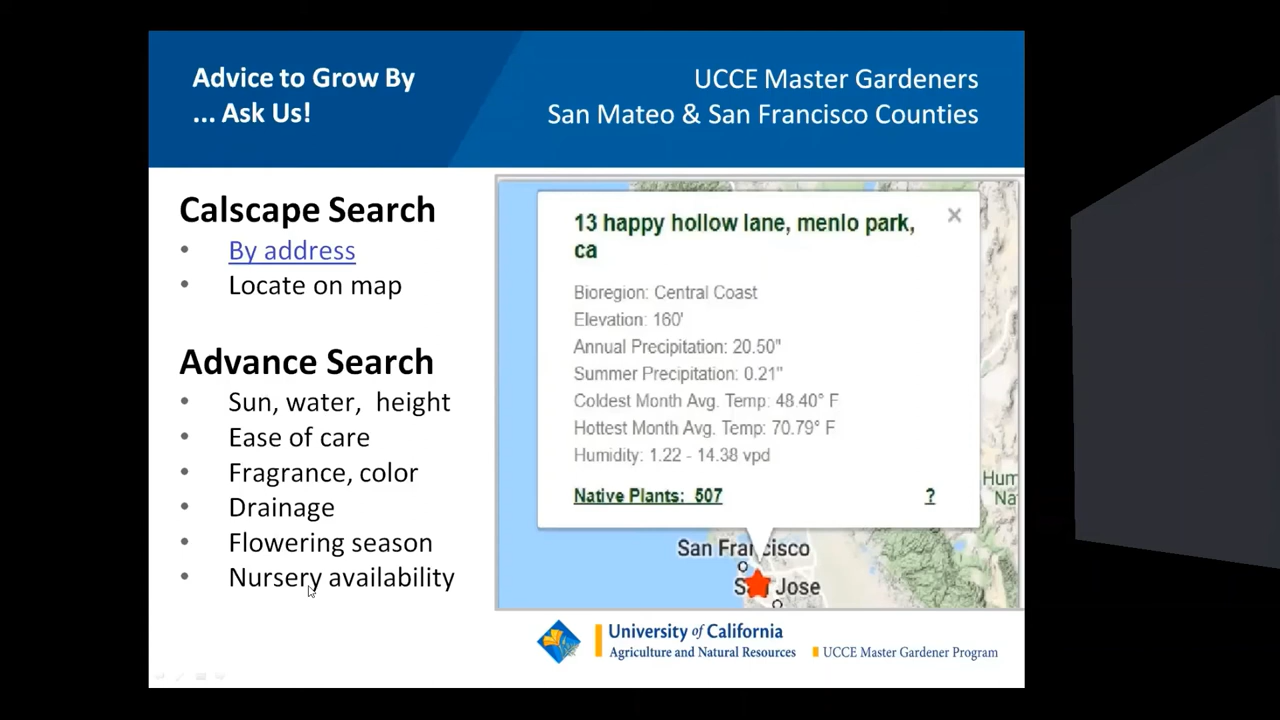 Advice to Grow By
... Ask Us!
UCCE Master Gardeners
San Mateo & San Francisco Counties
Calscape Search
• By address
• Locate on map
Advance Search
• Sun, water, height
• Ease of care
• Fragrance, color
• Drainage
• Flowering season
• Nursery availability
13 happy hollow lane, menlo park,
ca
×
Bioregion: Central Coast
Elevation: 160'
Annual Precipitation: 20.50"
Summer Precipitation: 0.21"
Coldest Month Avg. Temp: 48.40° F
Hottest Month Avg. Temp: 70.79° F
Humidity: 1.22 - 14.38 vpd
Native Plants: 507
?
Hum
Na
San Francisco
San Jose
University of California
Agriculture and Natural Resources
UCCE Master Gardener Program